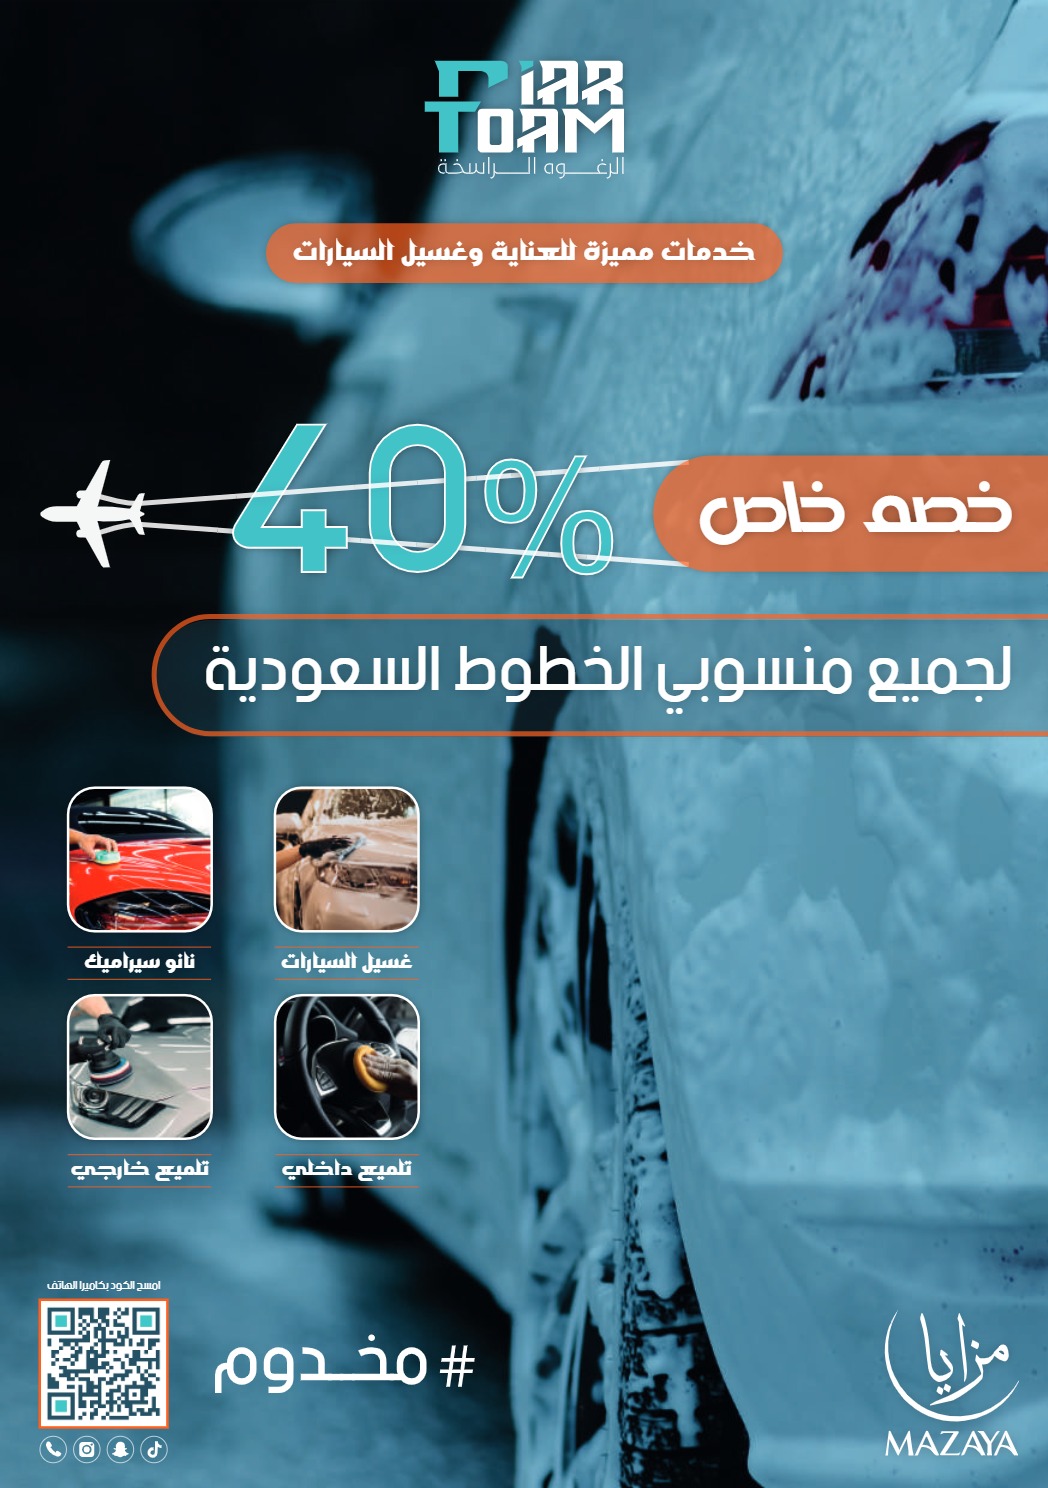 FiAR
FOAM
الرغـــوه الـــراسخة
خدمات مميزة للعناية وغسيل السيارات
خصم خاص
40%
لجميع منسوبي الخطوط السعودية
غسيل السيارات
نانو سيراميك
تلميع داخلي
تلميع خارجي
امسح الكود بكاميرا الهاتف
#مخـدوم
مزايا
MAZAYA